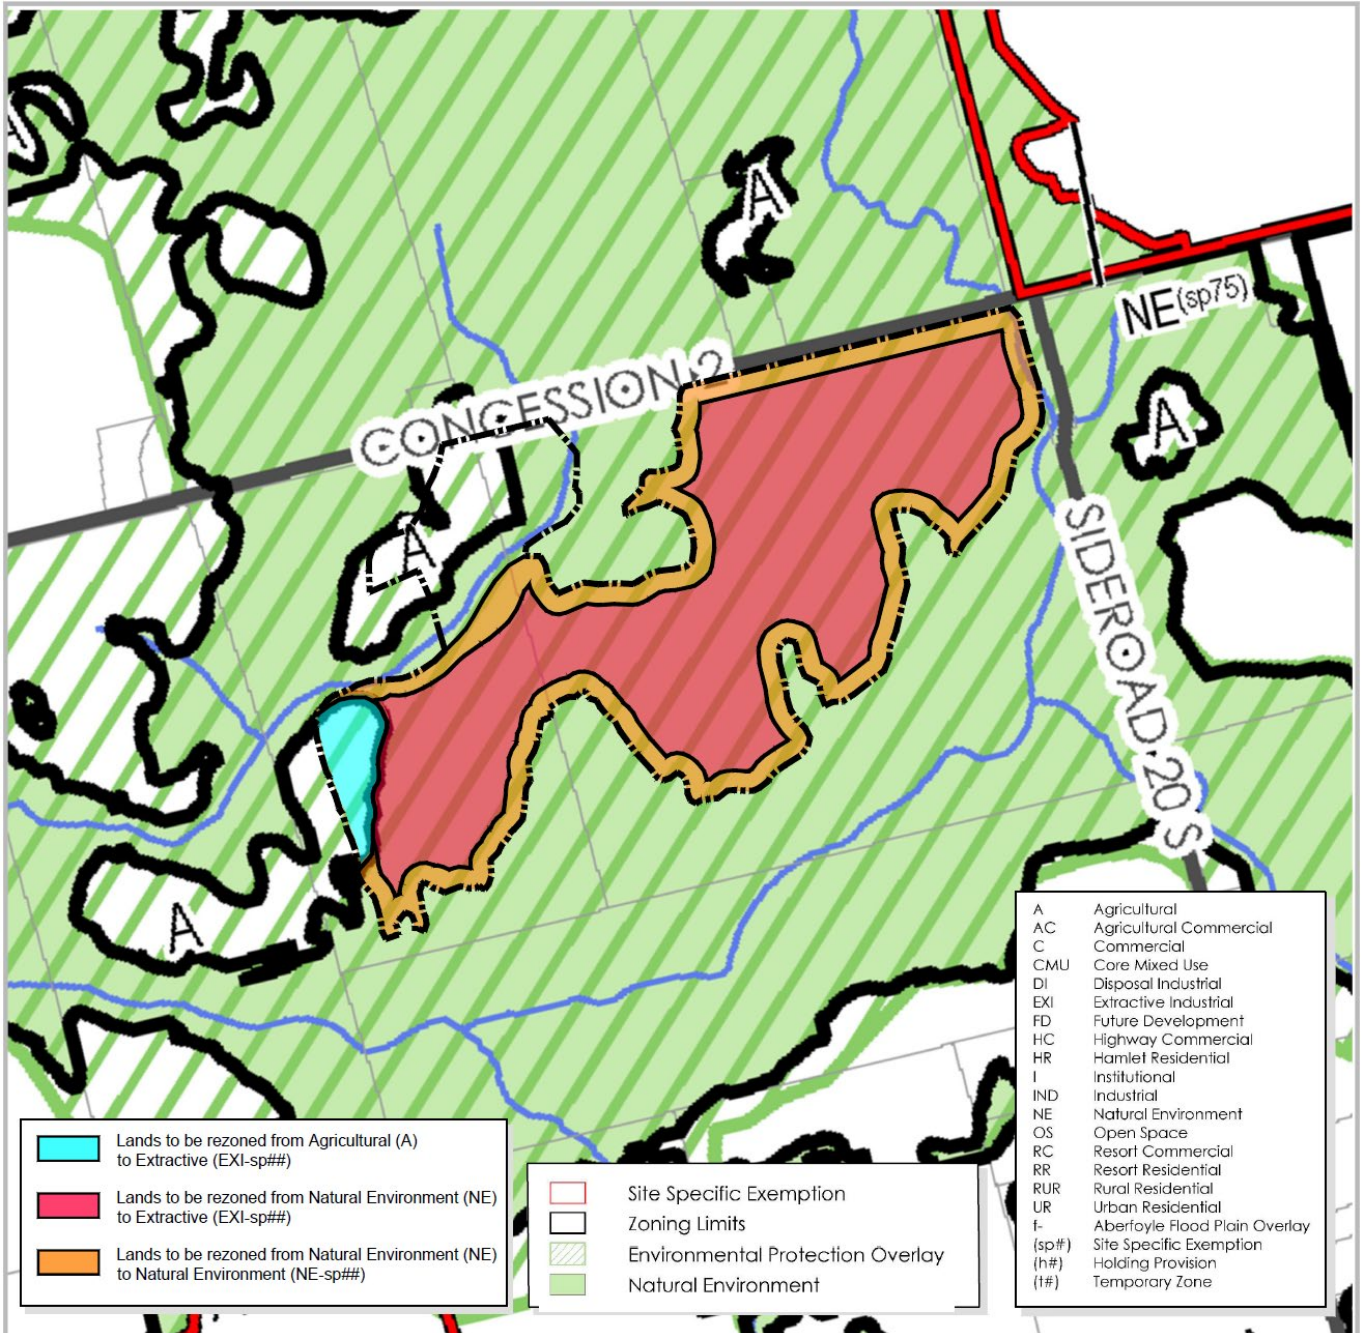 A
A
NE(sp75)
CONCESSION 2
A
A
SIDEROAD 20 S
A
A Agricultural
AC Agricultural Commercial
C Commercial
CMU Core Mixed Use
DI Disposal Industrial
EXI Extractive Industrial
FD Future Development
HC Highway Commercial
HR Hamlet Residential
I Institutional
IND Industrial
NE Natural Environment
OS Open Space
RC Resort Commercial
RR Resort Residential
RUR Rural Residential
UR Urban Residential
f- Aberfoyle Flood Plain Overlay
(sp#) Site Specific Exemption
(h#) Holding Provision
(t#) Temporary Zone
Lands to be rezoned from Agricultural (A)
to Extractive (EXI-sp##)
Lands to be rezoned from Natural Environment (NE)
to Extractive (EXI-sp##)
Lands to be rezoned from Natural Environment (NE)
to Natural Environment (NE-sp##)
Site Specific Exemption
Zoning Limits
Environmental Protection Overlay
Natural Environment